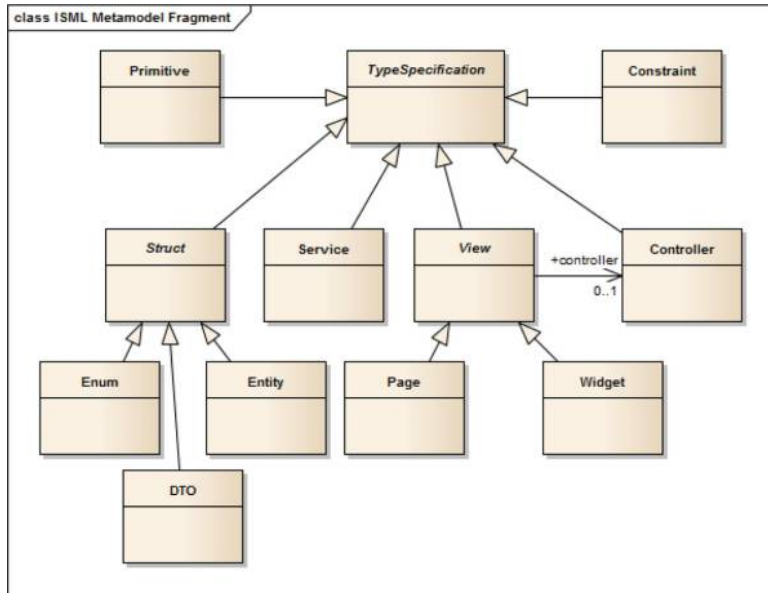 class ISML Metamodel Fragment
Primitive
TypeSpecification
Constraint
Struct
Service
View
+controller
0..1
Controller
Enum
Entity
Page
Widget
DTO